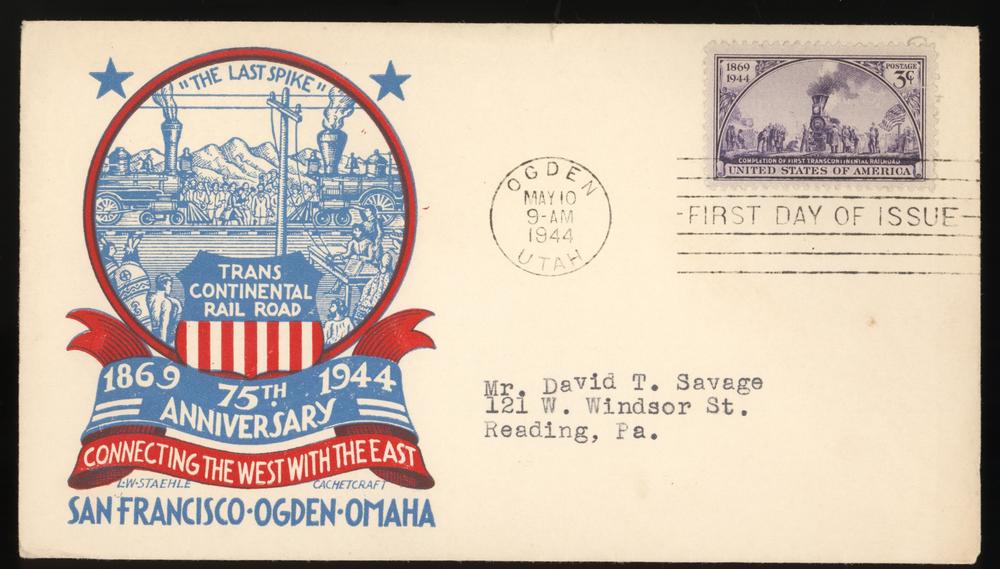 "THE LAST SPIKE"
TRANS
CONTINENTAL
RAIL ROAD
1869 1944
75TH
ANNIVERSARY
CONNECTING THE WEST WITH THE EAST
L·W·STAEHLE CACHETCRAFT
SAN FRANCISCO·OGDEN·OMAHA
OGDEN
MAY 10
9-AM
1944
UTAH
1869
1944
POSTAGE
3¢
COMPLETION OF FIRST TRANSCONTINENTAL RAILROAD
UNITED STATES OF AMERICA
-FIRST DAY OF ISSUE-
Mr. David T. Savage
121 W. Windsor St.
Reading, Pa.